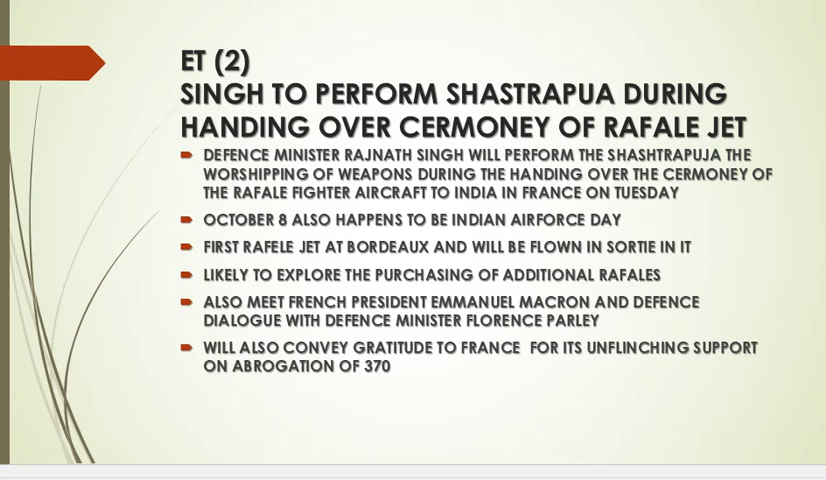 ET (2)
SINGH TO PERFORM SHASTRAPUA DURING
HANDING OVER CERMONEY OF RAFALE JET
DEFENCE MINISTER RAJNATH SINGH WILL PERFORM THE SHASHTRAPUJA THE
WORSHIPPING OF WEAPONS DURING THE HANDING OVER THE CERMONEY OF
THE RAFALE FIGHTER AIRCRAFT TO INDIA IN FRANCE ON TUESDAY
OCTOBER 8 ALSO HAPPENS TO BE INDIAN AIRFORCE DAY
FIRST RAFELE JET AT BORDEAUX AND WILL BE FLOWN IN SORTIE IN IT
LIKELY TO EXPLORE THE PURCHASING OF ADDITIONAL RAFALES
ALSO MEET FRENCH PRESIDENT EMMANUEL MACRON AND DEFENCE
DIALOGUE WITH DEFENCE MINISTER FLORENCE PARLEY
WILL ALSO CONVEY GRATITUDE TO FRANCE FOR ITS UNFLINCHING SUPPORT
ON ABROGATION OF 370